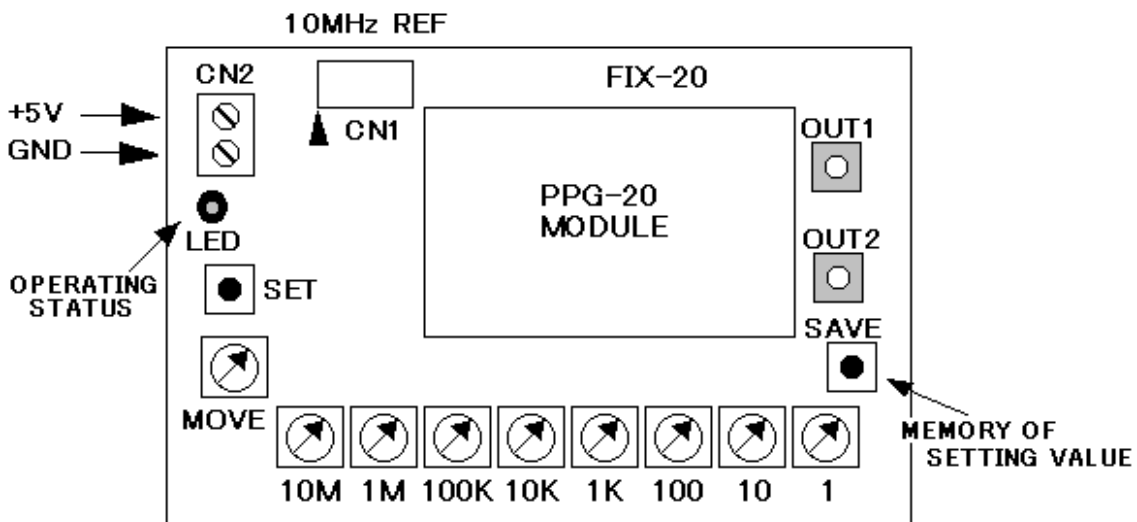 10MHz REF
CN2
FIX-20
+5V
CN1
OUT1
GND
PPG-20
MODULE
LED
OUT2
OPERATING
STATUS
SET
SAVE
MOVE
MEMORY OF
SETTING VALUE
10M 1M 100K 10K 1K 100 10 1